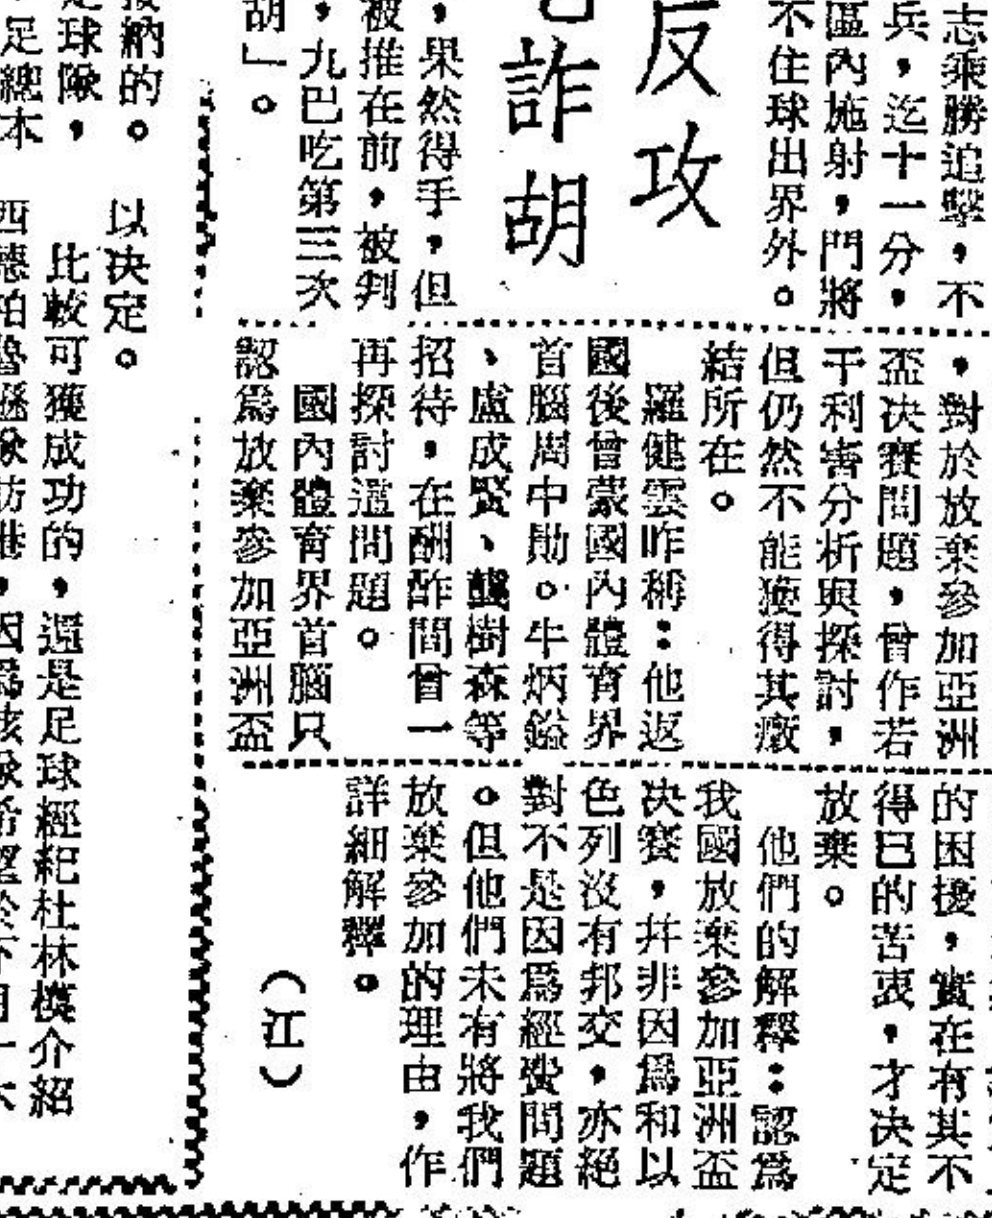 反攻
詐胡
志乘勝追擊，不
兵，迄十一分，
區內施射，門將
不住球出界外。
，果然得手，但
被推在前，被判
，九巴吃第三次
胡」。
，對於放棄參加亞洲
盃决賽問題，曾作若
干利害分析與探討，
但仍然不能獲得其癥
結所在。
羅健雲昨稱：他返
國後曾蒙國內體育界
首腦周中勛。牛炳鎰
、盧成賢、龔樹森等
招待，在酬酢間曾一
再探討這問題。
國內體育界首腦只
認爲放棄參加亞洲盃
的困擾，實在有其不
得已的苦衷，才决定
放棄。
他們的解釋：認爲
我國放棄參加亞洲盃
决賽，幷非因爲和以
色列沒有邦交，亦絕
對不是因爲經費問題
。但他們未有將我們
放棄參加的理由，作
詳細解釋。
（江）
接納的。
足球隊，
足總本
以决定。
比較可獲成功的，還是足球經紀杜林模介紹